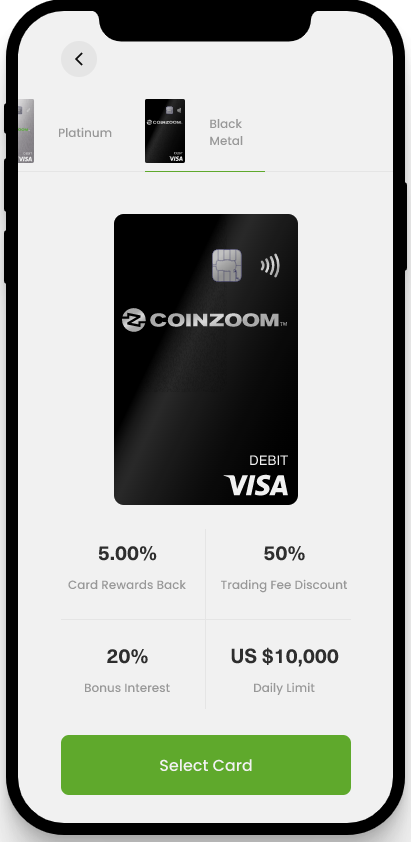 Platinum
COINZOOM
DEBIT
VISA
Black
Metal
VISA
COINZOOM™
DEBIT
VISA
5.00%
50%
Card Rewards Back
Trading Fee Discount
20%
US $10,000
Bonus Interest
Daily Limit
Select Card